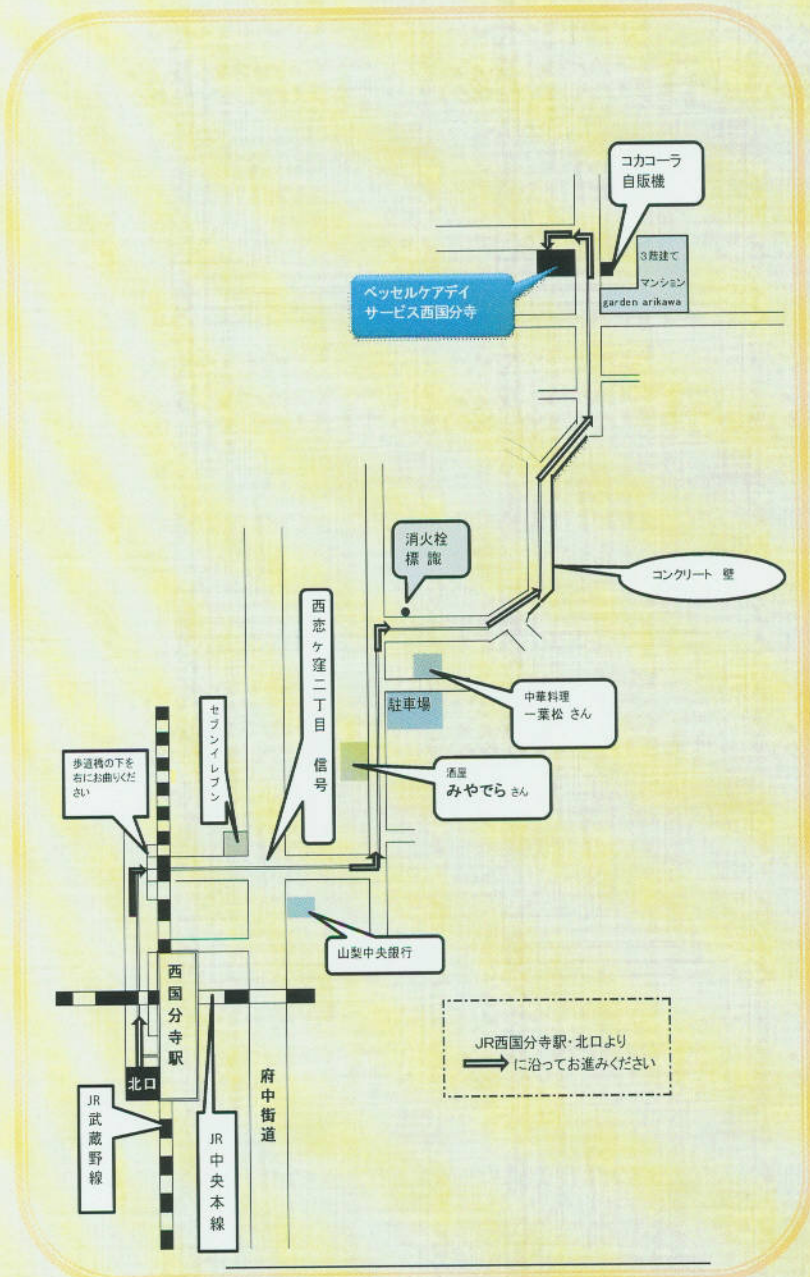 コカコーラ
自販機
3階建て
マンション
garden arikawa
ベッセルケアデイ
サービス西国分寺
消火栓
標 識
コンクリート 壁
西恋ヶ窪二丁目 信号
中華料理
一葉松 さん
駐車場
セブンイレブン
酒屋
みやでら さん
歩道橋の下を
右にお曲りくだ
さい
山梨中央銀行
西国分寺駅
JR西国分寺駅・北口より
に沿ってお進みください
北口
府中街道
JR武蔵野線
JR中央本線